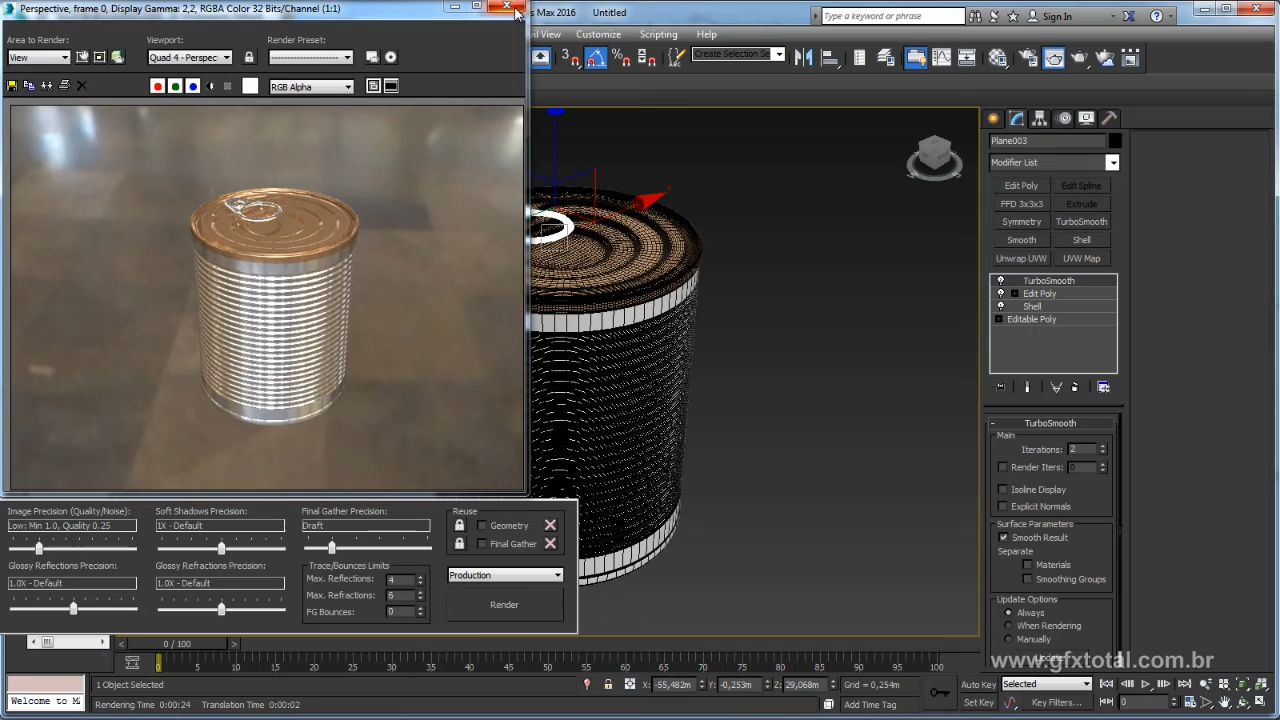 Perspective, frame 0, Display Gamma: 2,2, RGBA Color 32 Bits/Channel (1:1)
s Max 2016 Untitled
Type a keyword or phrase
Sign In
vil View Customize Scripting Help
Area to Render:
View
Viewport:
Quad 4 - Perspec
Render Preset:
--------------------
RGB Alpha
Create Selection Se
Plane003
Modifier List
Edit Poly
Edit Spline
FFD 3x3x3
Extrude
Symmetry
TurboSmooth
Smooth
Shell
Unwrap UVW
UVW Map
TurboSmooth
Edit Poly
Shell
Editable Poly
TurboSmooth
Main
Iterations: 2
Render Iters: 0
Isoline Display
Explicit Normals
Surface Parameters
Smooth Result
Separate
Materials
Smoothing Groups
Update Options
Always
When Rendering
Manually
www.gfxtotal.com.br
Image Precision (Quality/Noise):
Low: Min 1.0, Quality 0.25
Soft Shadows Precision:
1X - Default
Final Gather Precision:
Draft
Glossy Reflections Precision:
1.0X - Default
Glossy Refractions Precision:
1.0X - Default
Trace/Bounces Limits
Max. Reflections: 4
Max. Refractions: 6
FG Bounces: 0
Reuse
Geometry
Final Gather
Production
Render
0 / 100
0 5 10 15 20 25 30 35 40 45 50 55 60 65 70 75 80 85 90 95 100
1 Object Selected
X: -55,482m Y: -0,253m Z: 29,068m Grid = 0,254m
Auto Key Selected
Welcome to MA
Rendering Time 0:00:24 Translation Time 0:00:02
Add Time Tag
Set Key Key Filters... 0